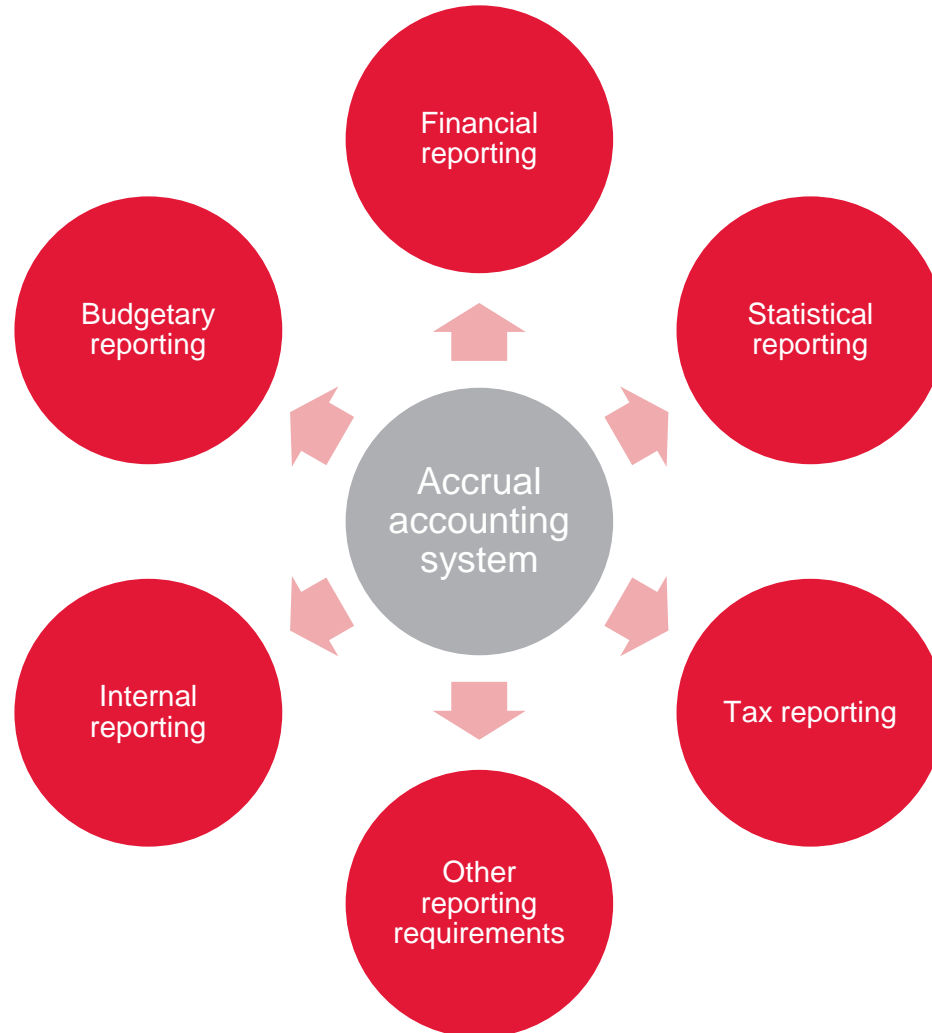 Financial
reporting
Budgetary
reporting
Statistical
reporting
Accrual
accounting
system
Internal
reporting
Tax reporting
Other
reporting
requirements